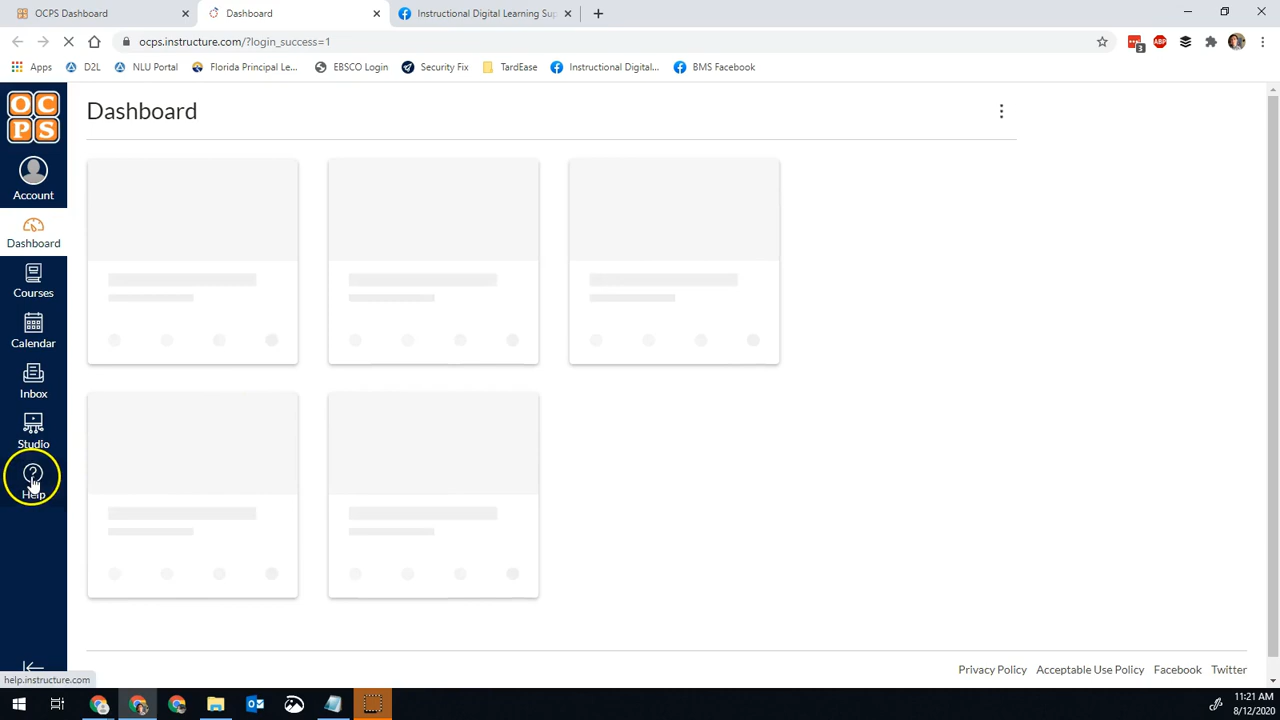 OCPS Dashboard
Dashboard
Instructional Digital Learning Sup
ocps.instructure.com/?login_success=1
3
ABP
Apps
D2L
NLU Portal
Florida Principal Le...
EBSCO Login
Security Fix
TardEase
Instructional Digital...
BMS Facebook
OC
PS
Dashboard
Account
Dashboard
Courses
Calendar
Inbox
Studio
Help
help.instructure.com
Privacy Policy
Acceptable Use Policy
Facebook
Twitter
11:21 AM
8/12/2020